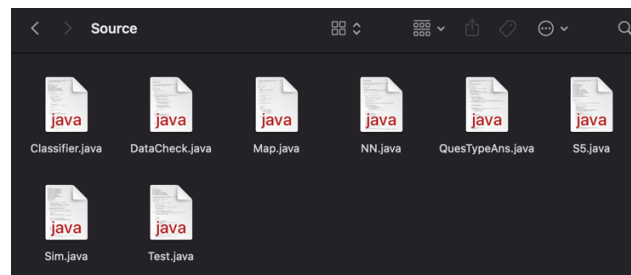 Source
java java java java java java
Classifier.java DataCheck.java Map.java NN.java QuesTypeAns.java S5.java
java java
Sim.java Test.java